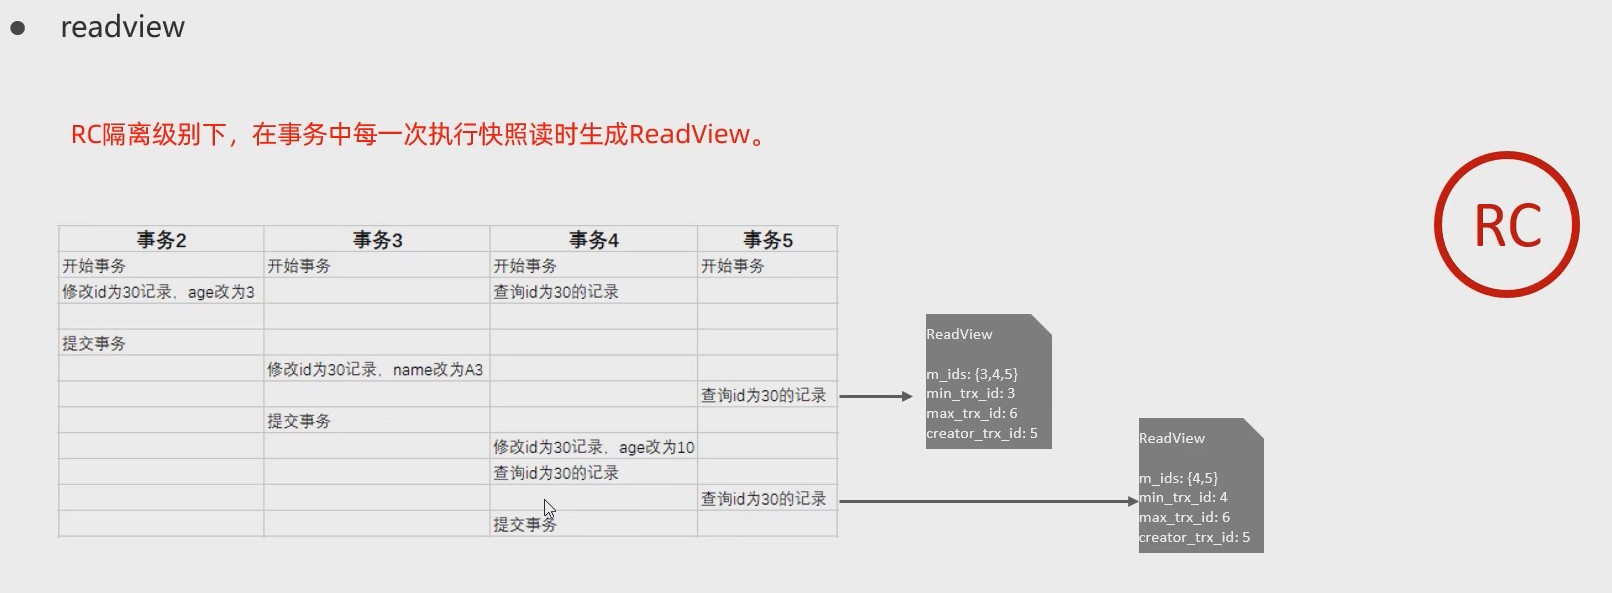 readview
RC隔离级别下，在事务中每一次执行快照读时生成ReadView。
RC
事务2 事务3 事务4 事务5
开始事务 开始事务 开始事务 开始事务
修改id为30记录，age改为3 查询id为30的记录
提交事务
修改id为30记录，name改为A3
查询id为30的记录
提交事务
修改id为30记录，age改为10
查询id为30的记录
查询id为30的记录
提交事务
ReadView
m_ids: {3,4,5}
min_trx_id: 3
max_trx_id: 6
creator_trx_id: 5
ReadView
m_ids: {4,5}
min_trx_id: 4
max_trx_id: 6
creator_trx_id: 5